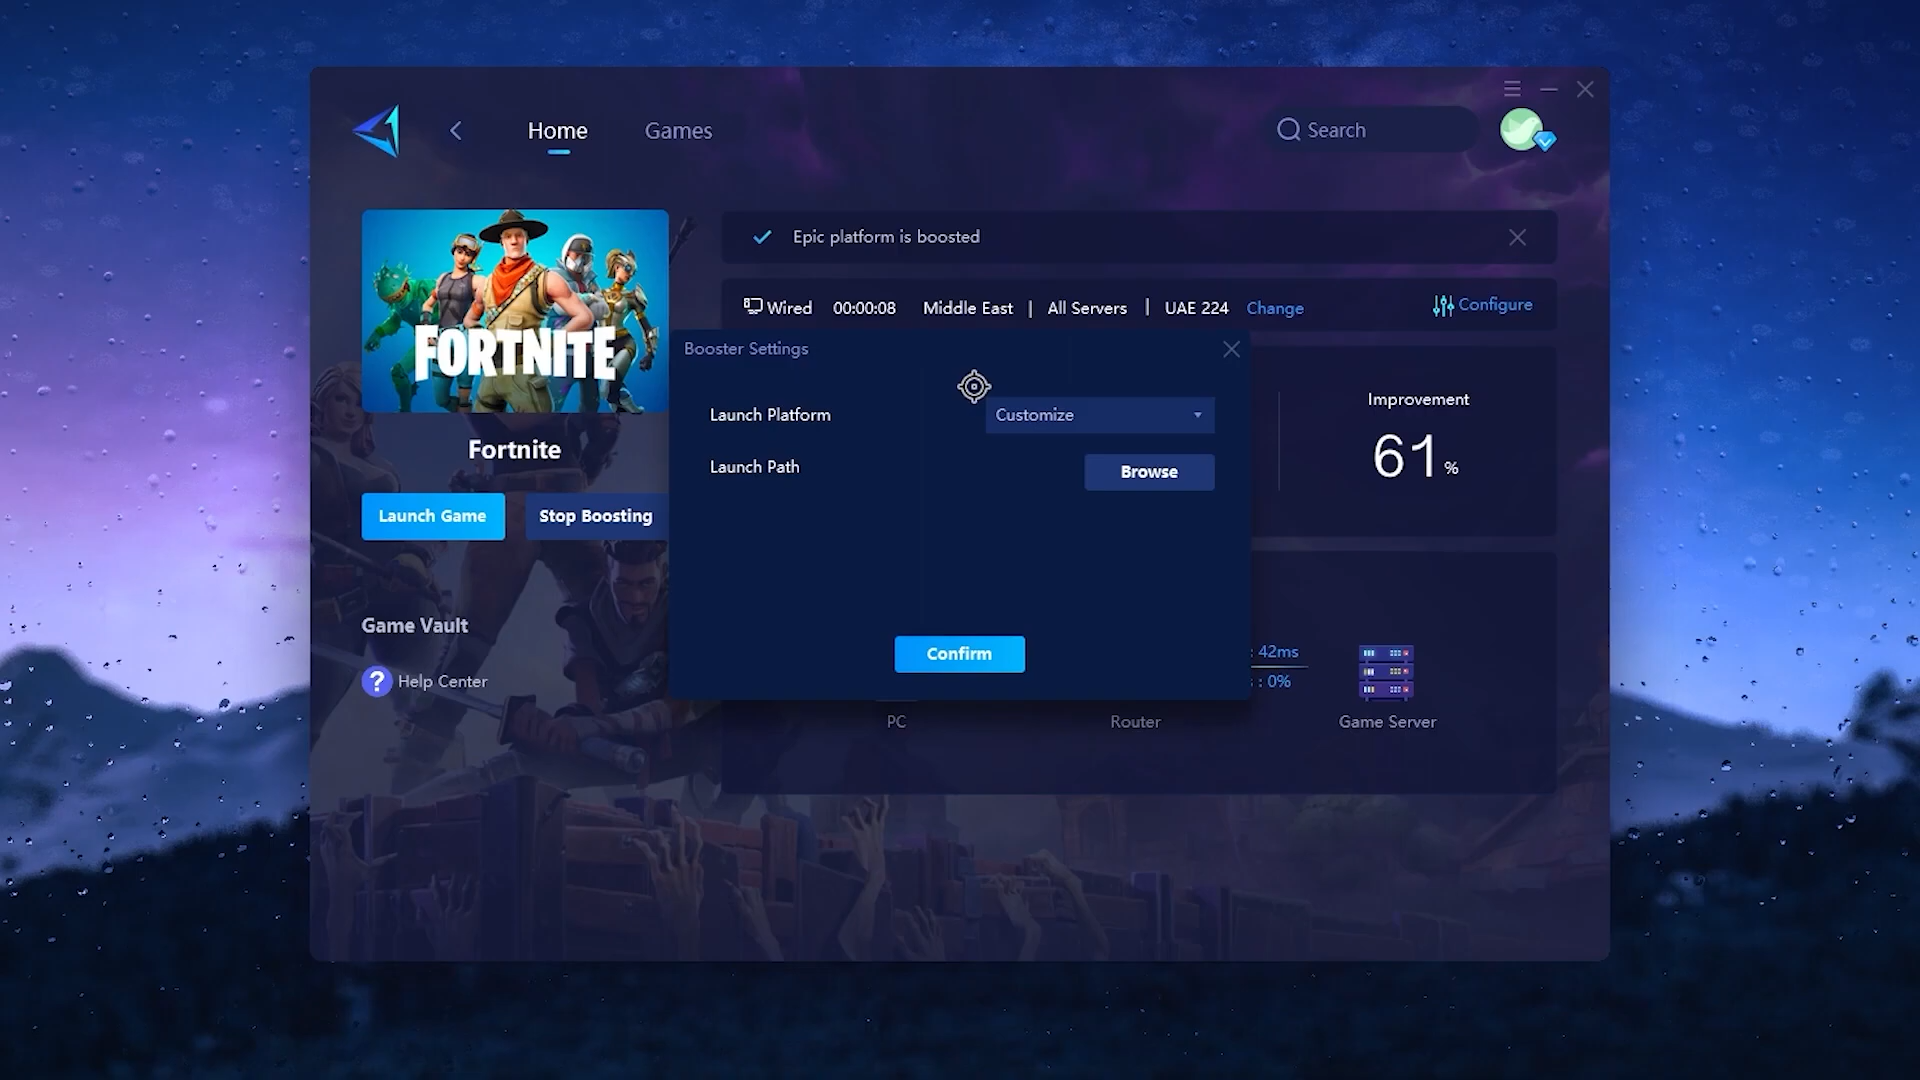 Home
Games
Search
Epic platform is boosted
Wired 00:00:08 Middle East | All Servers | UAE 224 Change
Configure
FORTNITE
Fortnite
Launch Game
Stop Boosting
Game Vault
? Help Center
Booster Settings
Launch Platform
Customize
Launch Path
Browse
Confirm
Improvement
61 %
: 42ms
: 0%
PC
Router
Game Server